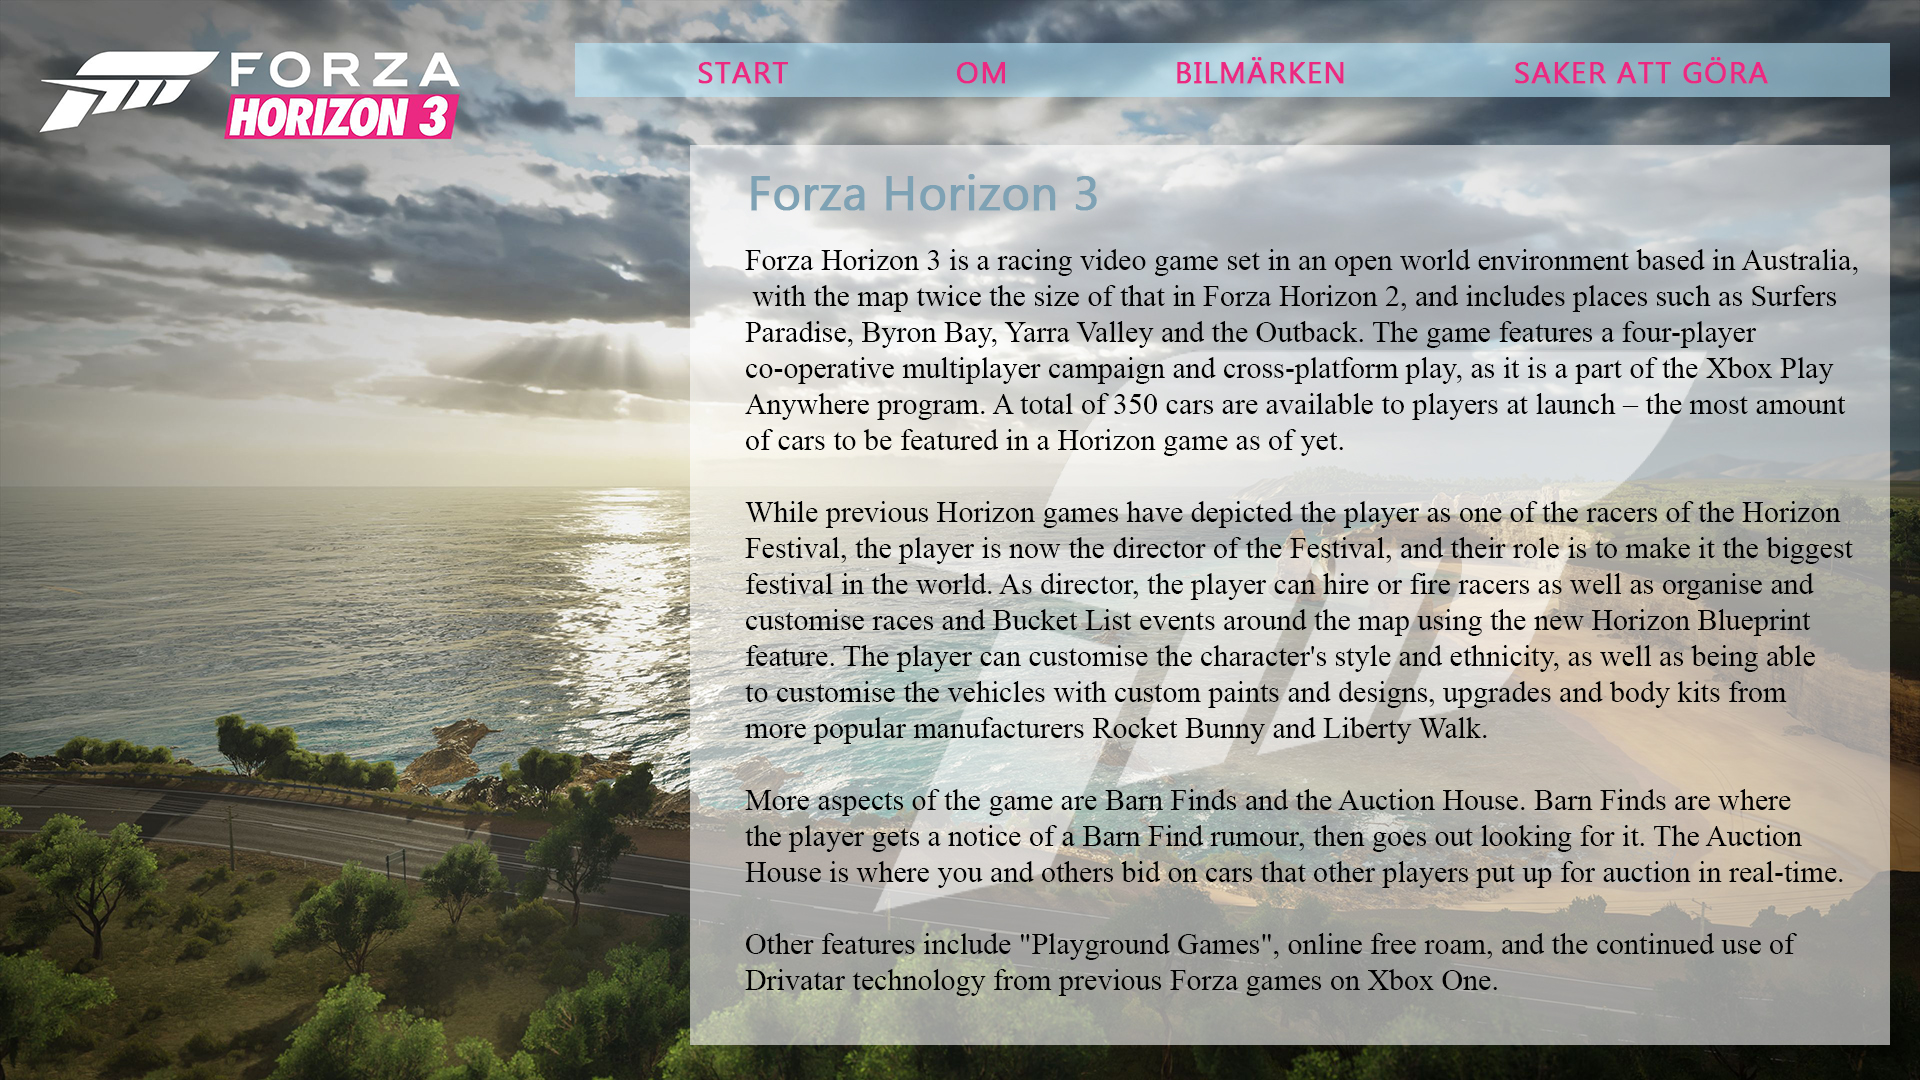 FORZA
HORIZON 3
START OM BILMÄRKEN SAKER ATT GÖRA
Forza Horizon 3
Forza Horizon 3 is a racing video game set in an open world environment based in Australia,
with the map twice the size of that in Forza Horizon 2, and includes places such as Surfers
Paradise, Byron Bay, Yarra Valley and the Outback. The game features a four-player
co-operative multiplayer campaign and cross-platform play, as it is a part of the Xbox Play
Anywhere program. A total of 350 cars are available to players at launch – the most amount
of cars to be featured in a Horizon game as of yet.
While previous Horizon games have depicted the player as one of the racers of the Horizon
Festival, the player is now the director of the Festival, and their role is to make it the biggest
festival in the world. As director, the player can hire or fire racers as well as organise and
customise races and Bucket List events around the map using the new Horizon Blueprint
feature. The player can customise the character's style and ethnicity, as well as being able
to customise the vehicles with custom paints and designs, upgrades and body kits from
more popular manufacturers Rocket Bunny and Liberty Walk.
More aspects of the game are Barn Finds and the Auction House. Barn Finds are where
the player gets a notice of a Barn Find rumour, then goes out looking for it. The Auction
House is where you and others bid on cars that other players put up for auction in real-time.
Other features include "Playground Games", online free roam, and the continued use of
Drivatar technology from previous Forza games on Xbox One.